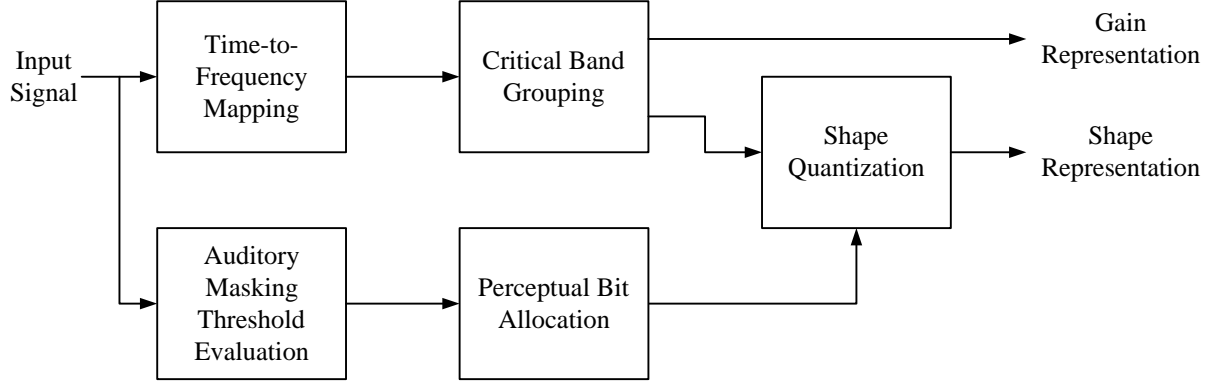 Input
Signal
Time-to-
Frequency
Mapping
Critical Band
Grouping
Gain
Representation
Shape
Quantization
Shape
Representation
Auditory
Masking
Threshold
Evaluation
Perceptual Bit
Allocation